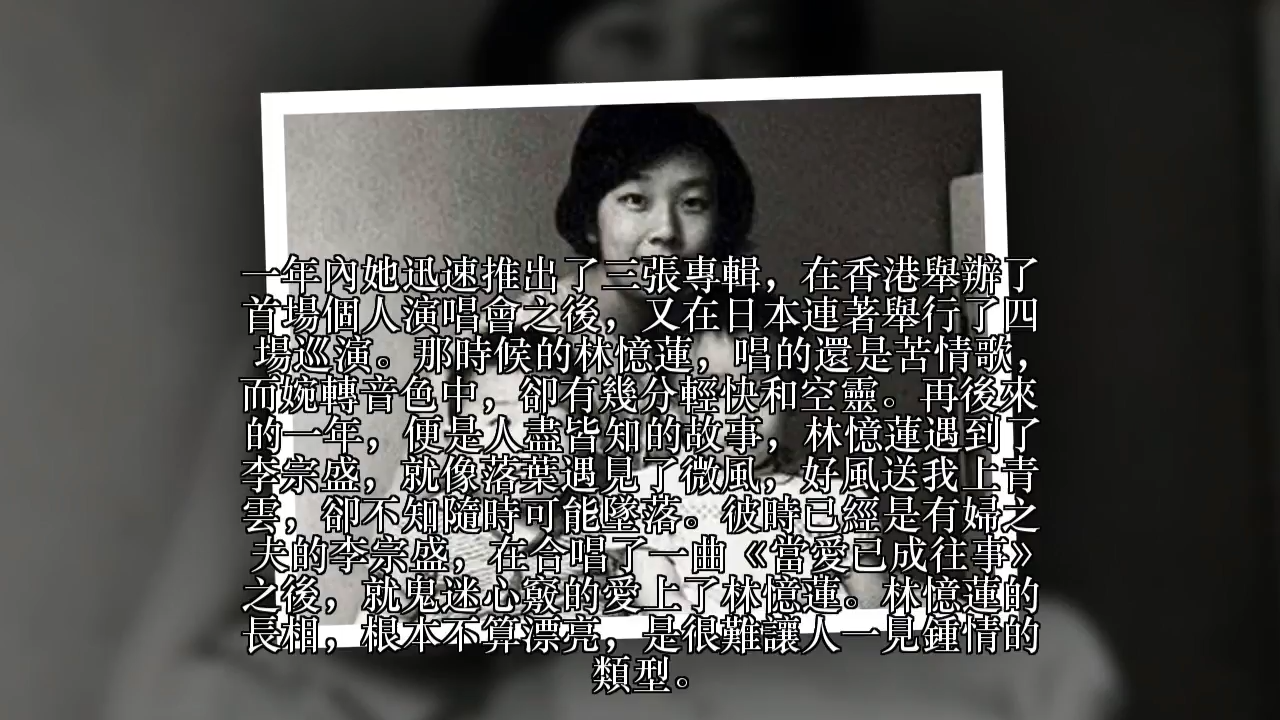 一年內她迅速推出了三張專輯，在香港舉辦了
首場個人演唱會之後，又在日本連著舉行了四
場巡演。那時候的林憶蓮，唱的還是苦情歌，
而婉轉音色中，卻有幾分輕快和空靈。再後來
的一年，便是人盡皆知的故事，林憶蓮遇到了
李宗盛，就像落葉遇見了微風，好風送我上青
雲，卻不知隨時可能墜落。彼時已經是有婦之
夫的李宗盛，在合唱了一曲《當愛已成往事》
之後，就鬼迷心竅的愛上了林憶蓮。林憶蓮的
長相，根本不算漂亮，是很難讓人一見鍾情的
類型。